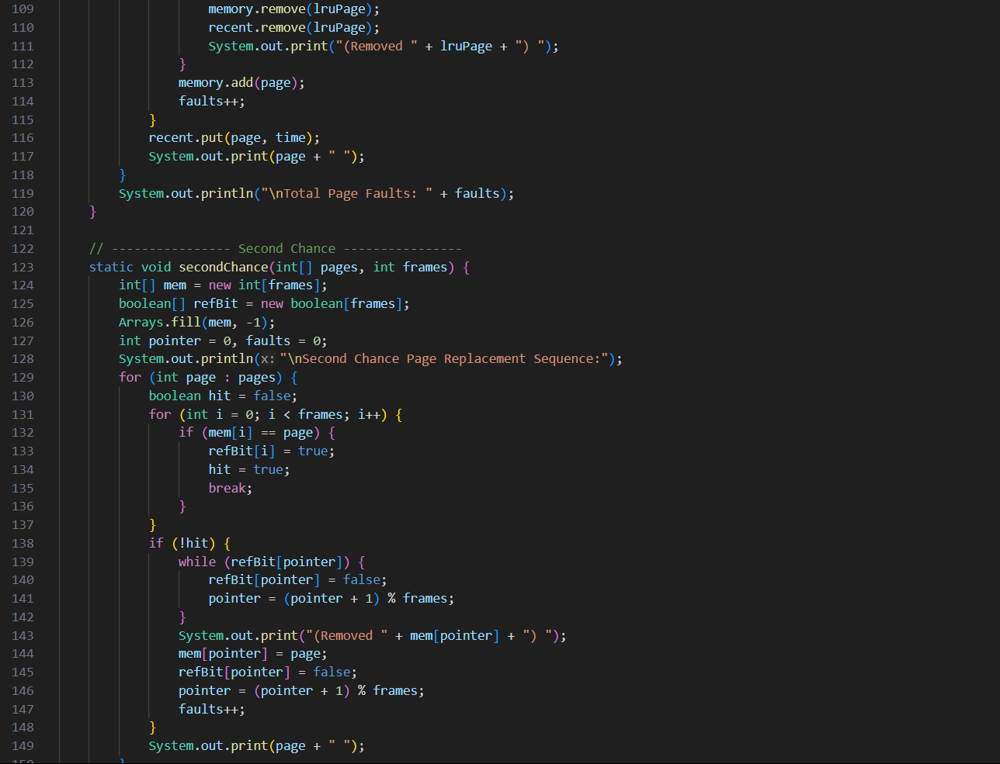 109                         memory.remove(lruPage);
110                         recent.remove(lruPage);
111                         System.out.print("(Removed " + lruPage + ") ");
112                     }
113                     memory.add(page);
114                     faults++;
115                 }
116                 recent.put(page, time);
117                 System.out.print(page + " ");
118             }
119             System.out.println("\nTotal Page Faults: " + faults);
120         }
121
122         // ---------------- Second Chance ----------------
123         static void secondChance(int[] pages, int frames) {
124             int[] mem = new int[frames];
125             boolean[] refBit = new boolean[frames];
126             Arrays.fill(mem, -1);
127             int pointer = 0, faults = 0;
128             System.out.println(x: "\nSecond Chance Page Replacement Sequence:");
129             for (int page : pages) {
130                 boolean hit = false;
131                 for (int i = 0; i < frames; i++) {
132                     if (mem[i] == page) {
133                         refBit[i] = true;
134                         hit = true;
135                         break;
136                     }
137                 }
138                 if (!hit) {
139                     while (refBit[pointer]) {
140                         refBit[pointer] = false;
141                         pointer = (pointer + 1) % frames;
142                     }
143                     System.out.print("(Removed " + mem[pointer] + ") ");
144                     mem[pointer] = page;
145                     refBit[pointer] = false;
146                     pointer = (pointer + 1) % frames;
147                     faults++;
148                 }
149                 System.out.print(page + " ");
150             }